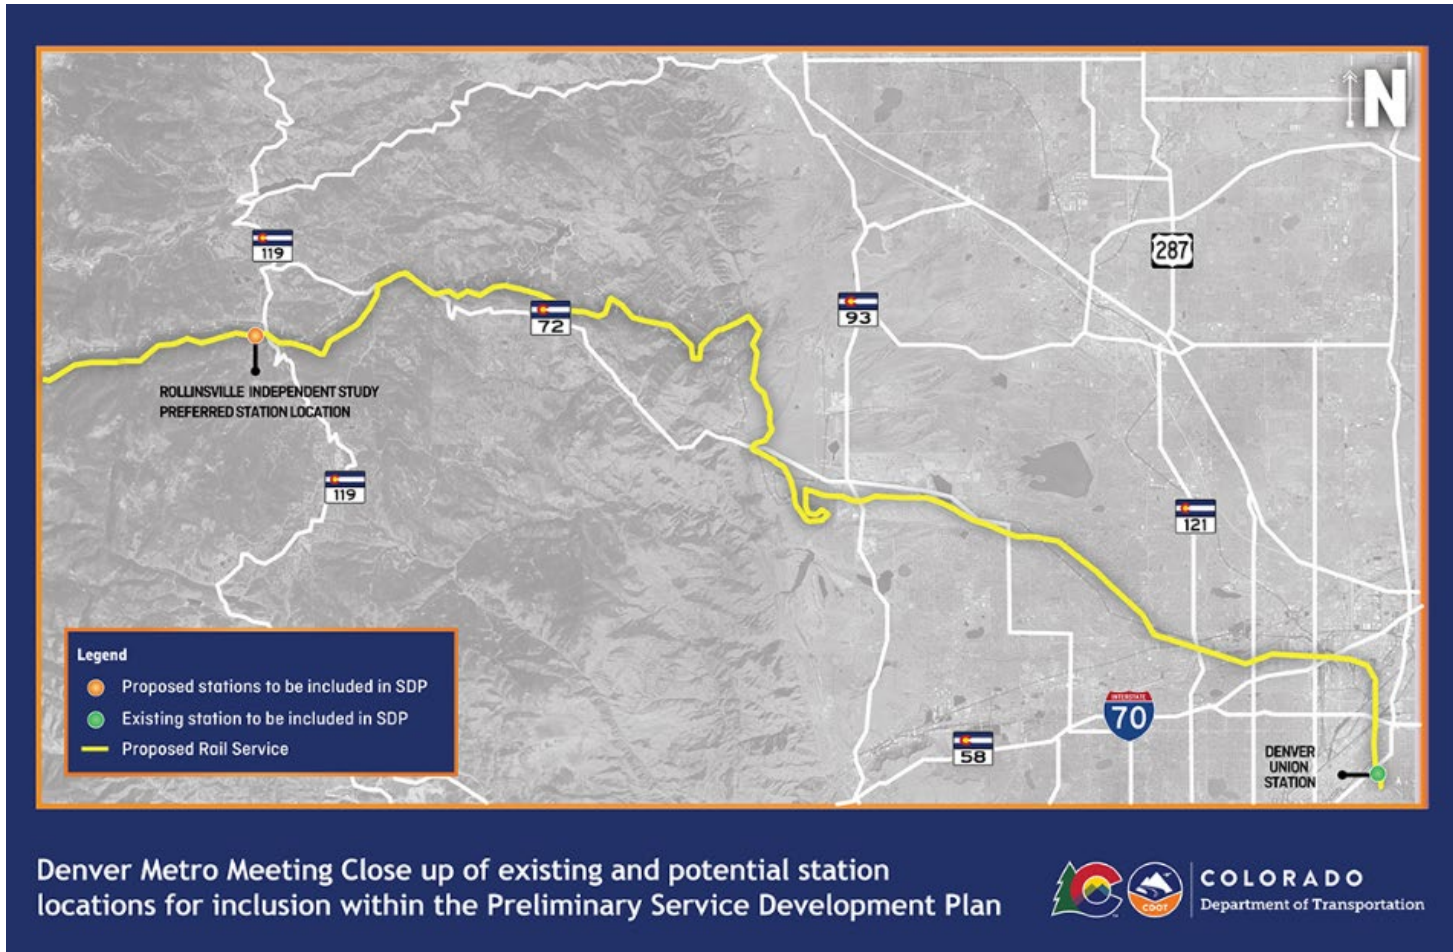 N
119
287
72
93
ROLLINSVILLE INDEPENDENT STUDY
PREFERRED STATION LOCATION
119
121
Legend
Proposed stations to be included in SDP
Existing station to be included in SDP
Proposed Rail Service
INTERSTATE
70
58
DENVER
UNION
STATION
Denver Metro Meeting Close up of existing and potential station
locations for inclusion within the Preliminary Service Development Plan
CDOT
COLORADO
Department of Transportation